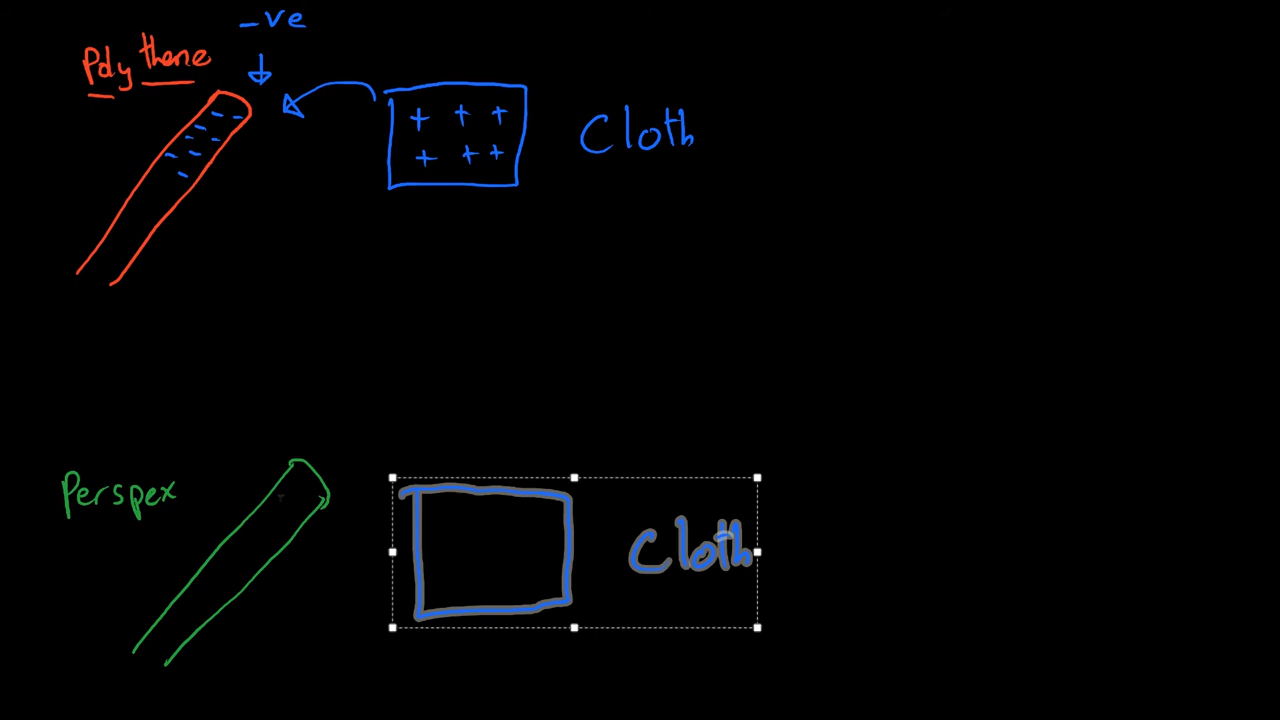 -ve
Polythene
+ + +
+ + +
Cloth
Perspex
Cloth